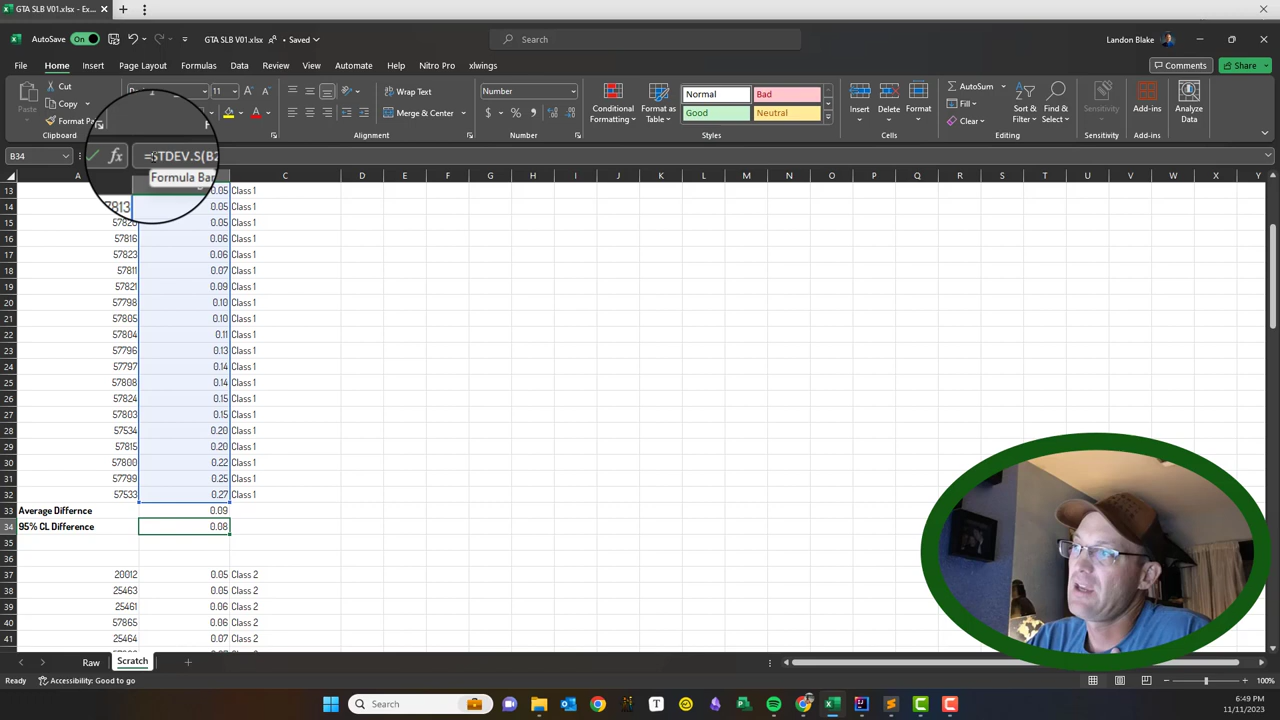 GTA SLB V01.xlsx - Ex...
AutoSave On GTA SLB V01.xlsx • Saved Search Landon Blake
File Home Insert Page Layout Formulas Data Review View Automate Help Nitro Pro xlwings Comments Share
Cut
Copy
Format Pa
Paste
11
Wrap Text
Merge & Center
Number
Conditional Formatting
Format as Table
Normal Bad
Good Neutral
Insert Delete Format
AutoSum
Fill
Clear
Sort & Filter
Find & Select
Sensitivity
Add-ins
Analyze Data
Clipboard Alignment Number Styles Cells Editing Sensitivity Add-ins
B34 fx =STDEV.S(B2
Formula Bar
A C D E F G H I J K L M N O P Q R S T U V W X Y
13 0.05 Class 1
14 7813 0.05 Class 1
15 57820 0.05 Class 1
16 57816 0.06 Class 1
17 57823 0.06 Class 1
18 57811 0.07 Class 1
19 57821 0.09 Class 1
20 57798 0.10 Class 1
21 57805 0.10 Class 1
22 57804 0.11 Class 1
23 57796 0.13 Class 1
24 57797 0.14 Class 1
25 57808 0.14 Class 1
26 57824 0.15 Class 1
27 57803 0.15 Class 1
28 57534 0.20 Class 1
29 57815 0.20 Class 1
30 57800 0.22 Class 1
31 57799 0.25 Class 1
32 57533 0.27 Class 1
33 Average Differnce 0.09
34 95% CL Difference 0.08
35
36
37 20012 0.05 Class 2
38 25463 0.05 Class 2
39 25461 0.06 Class 2
40 57865 0.06 Class 2
41 25464 0.07 Class 2
Raw Scratch
Ready Accessibility: Good to go 100%
Search
6:49 PM
11/11/2023